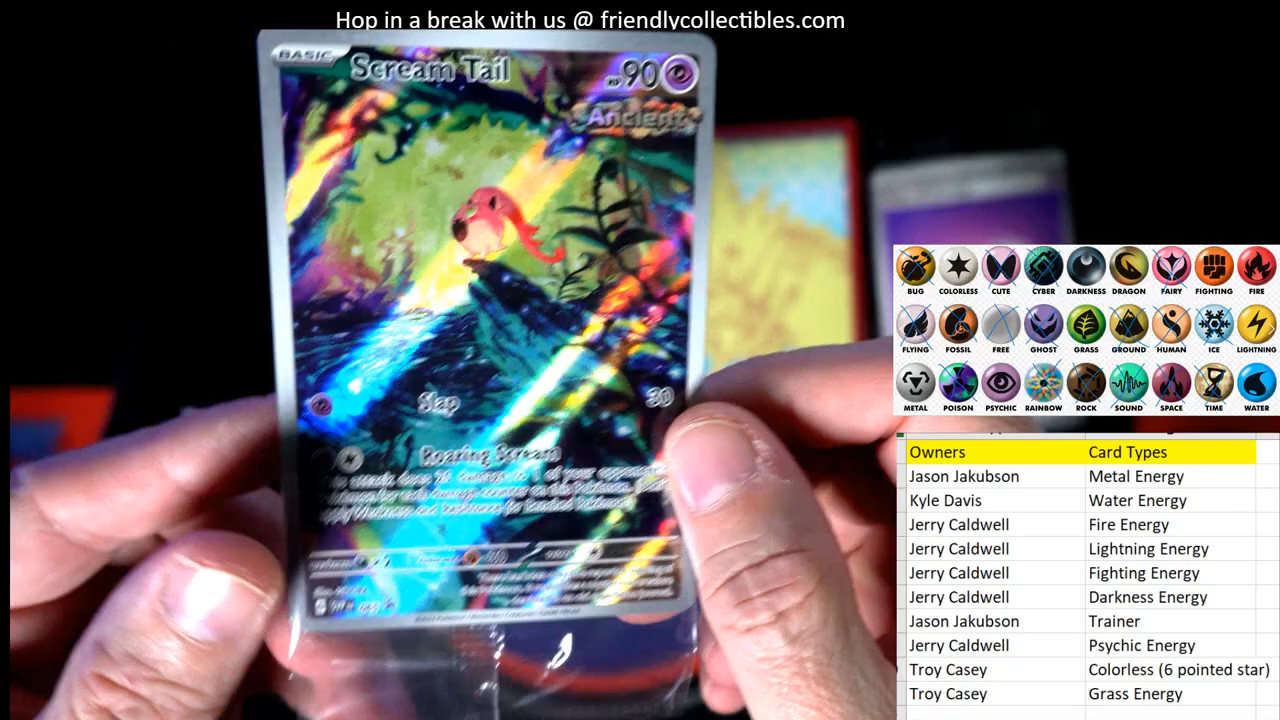 Hop in a break with us @ friendlycollectibles.com
BASIC
Scream Tail
HP 90
Ancient
Slap
30
Roaring Scream
BUG COLORLESS CUTE CYBER DARKNESS DRAGON FAIRY FIGHTING FIRE
FLYING FOSSIL FREE GHOST GRASS GROUND HUMAN ICE LIGHTNING
METAL POISON PSYCHIC RAINBOW ROCK SOUND SPACE TIME WATER
Owners Card Types
Jason Jakubson Metal Energy
Kyle Davis Water Energy
Jerry Caldwell Fire Energy
Jerry Caldwell Lightning Energy
Jerry Caldwell Fighting Energy
Jerry Caldwell Darkness Energy
Jason Jakubson Trainer
Jerry Caldwell Psychic Energy
Troy Casey Colorless (6 pointed star)
Troy Casey Grass Energy